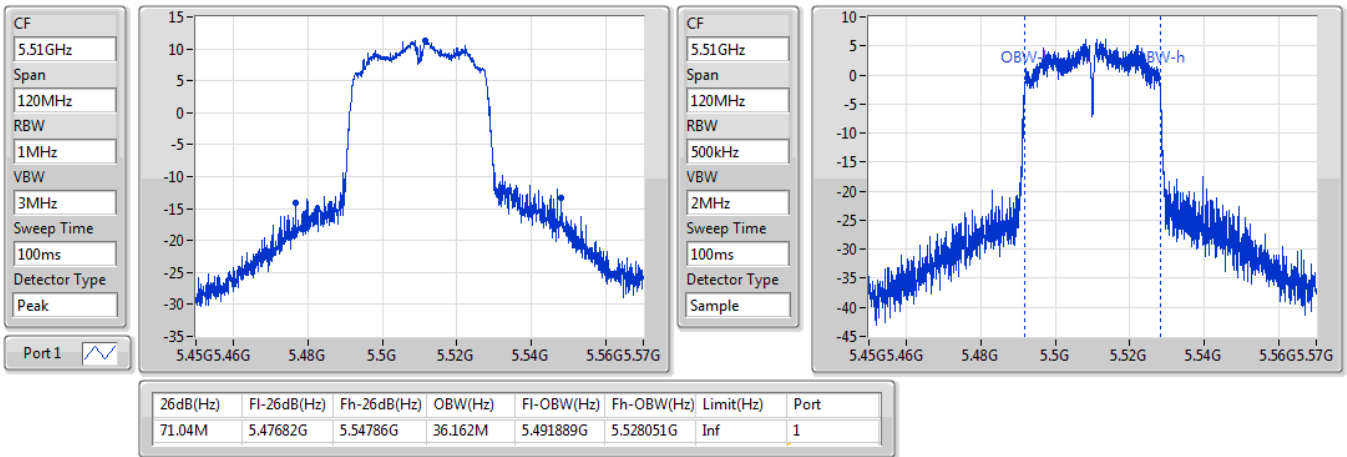 CF
5.51GHz
Span
120MHz
RBW
1MHz
VBW
3MHz
Sweep Time
100ms
Detector Type
Peak
Port 1
15
10
5
0
-5
-10
-15
-20
-25
-30
-35
5.45G 5.46G 5.48G 5.5G 5.52G 5.54G 5.56G 5.57G
CF
5.51GHz
Span
120MHz
RBW
500kHz
VBW
2MHz
Sweep Time
100ms
Detector Type
Sample
10
5
0
-5
-10
-15
-20
-25
-30
-35
-40
-45
OBW- BW-h
5.45G 5.46G 5.48G 5.5G 5.52G 5.54G 5.56G 5.57G
26dB(Hz) Fl-26dB(Hz) Fh-26dB(Hz) OBW(Hz) Fl-OBW(Hz) Fh-OBW(Hz) Limit(Hz) Port
71.04M 5.47682G 5.54786G 36.162M 5.491889G 5.528051G Inf 1